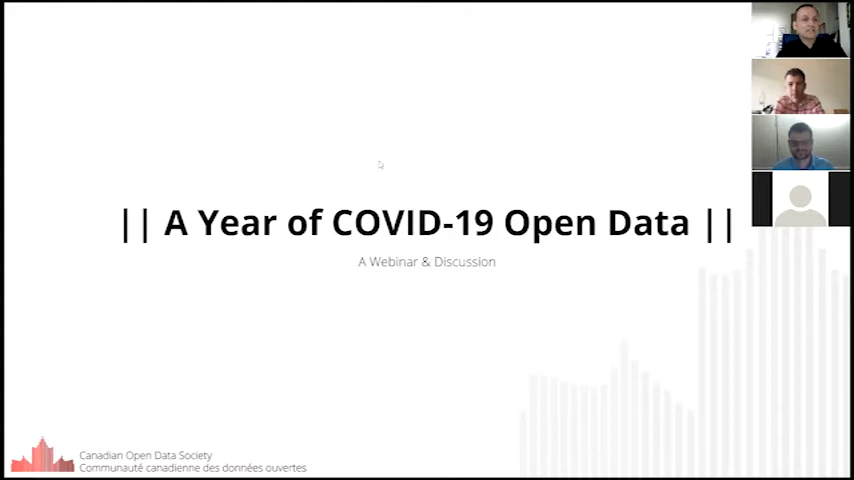 || A Year of COVID-19 Open Data ||
A Webinar & Discussion
Canadian Open Data Society
Communauté canadienne des données ouvertes